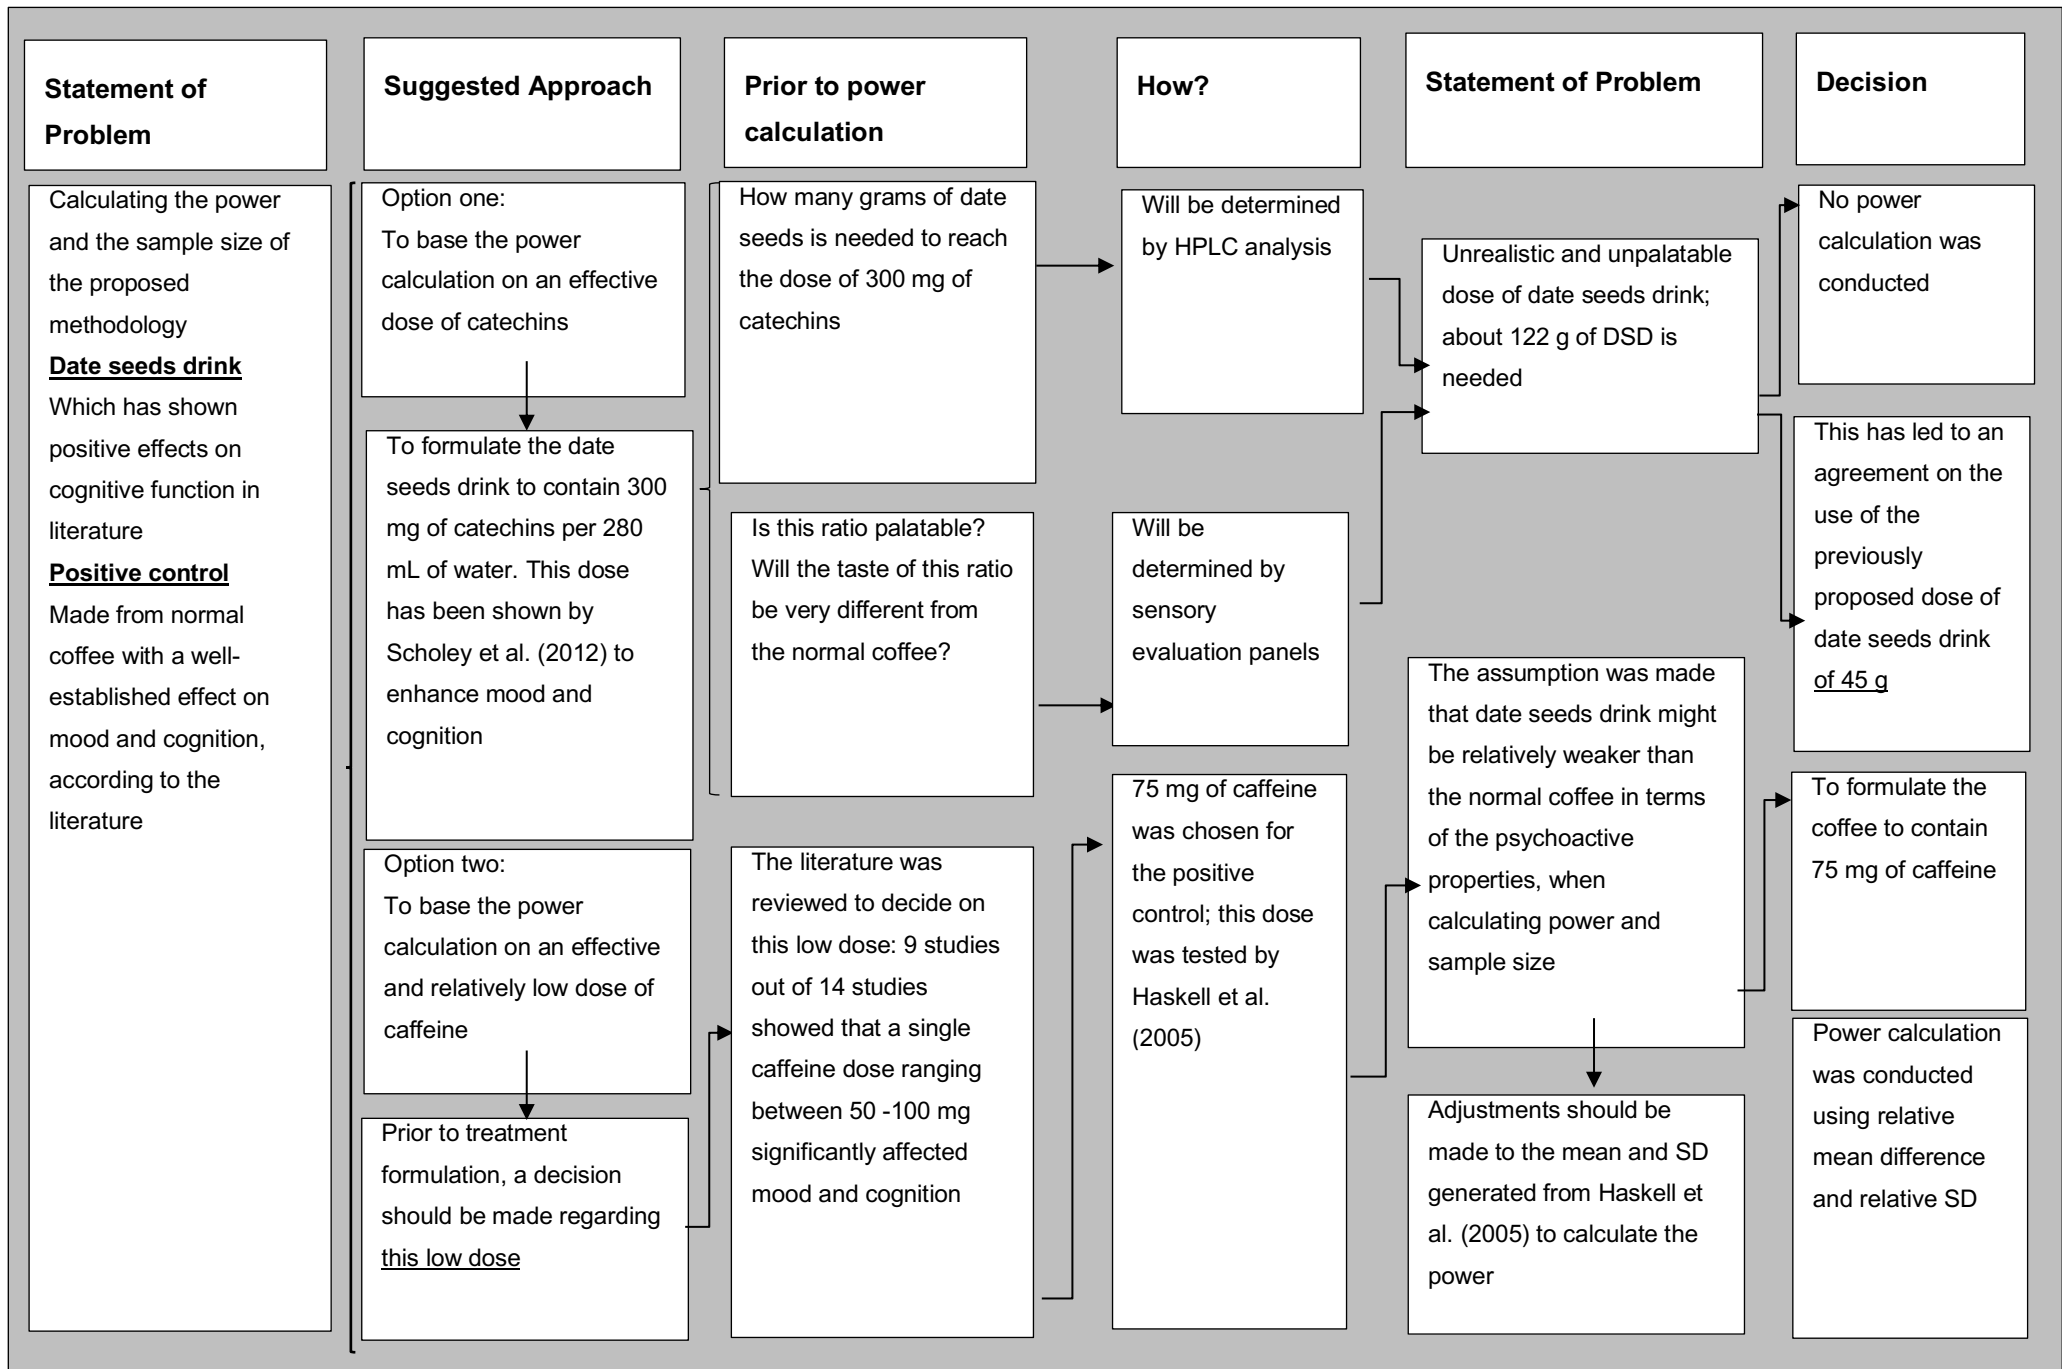 Statement of
Problem
Suggested Approach
Prior to power
calculation
How?
Statement of Problem
Decision
Calculating the power
and the sample size of
the proposed
methodology
Date seeds drink
Which has shown
positive effects on
cognitive function in
literature
Positive control
Made from normal
coffee with a well-
established effect on
mood and cognition,
according to the
literature
Option one:
To base the power
calculation on an effective
dose of catechins
To formulate the date
seeds drink to contain 300
mg of catechins per 280
mL of water. This dose
has been shown by
Scholey et al. (2012) to
enhance mood and
cognition
Option two:
To base the power
calculation on an effective
and relatively low dose of
caffeine
Prior to treatment
formulation, a decision
should be made regarding
this low dose
How many grams of date
seeds is needed to reach
the dose of 300 mg of
catechins
Is this ratio palatable?
Will the taste of this ratio
be very different from
the normal coffee?
The literature was
reviewed to decide on
this low dose: 9 studies
out of 14 studies
showed that a single
caffeine dose ranging
between 50 -100 mg
significantly affected
mood and cognition
Will be determined
by HPLC analysis
Will be
determined by
sensory
evaluation panels
75 mg of caffeine
was chosen for
the positive
control; this dose
was tested by
Haskell et al.
(2005)
Unrealistic and unpalatable
dose of date seeds drink;
about 122 g of DSD is
needed
The assumption was made
that date seeds drink might
be relatively weaker than
the normal coffee in terms
of the psychoactive
properties, when
calculating power and
sample size
Adjustments should be
made to the mean and SD
generated from Haskell et
al. (2005) to calculate the
power
No power
calculation was
conducted
This has led to an
agreement on the
use of the
previously
proposed dose of
date seeds drink
of 45 g
To formulate the
coffee to contain
75 mg of caffeine
Power calculation
was conducted
using relative
mean difference
and relative SD